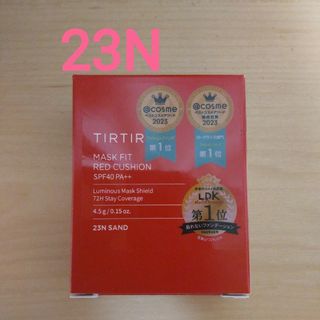 23N
@cosme
2023
第1位
@cosme
2023
第1位
TIRTIR
MASK FIT
RED CUSHION
SPF40 PA++
Luminous Mask Shield
72H Stay Coverage
4.5 g / 0.15 oz.
23N SAND
LDK
第1位